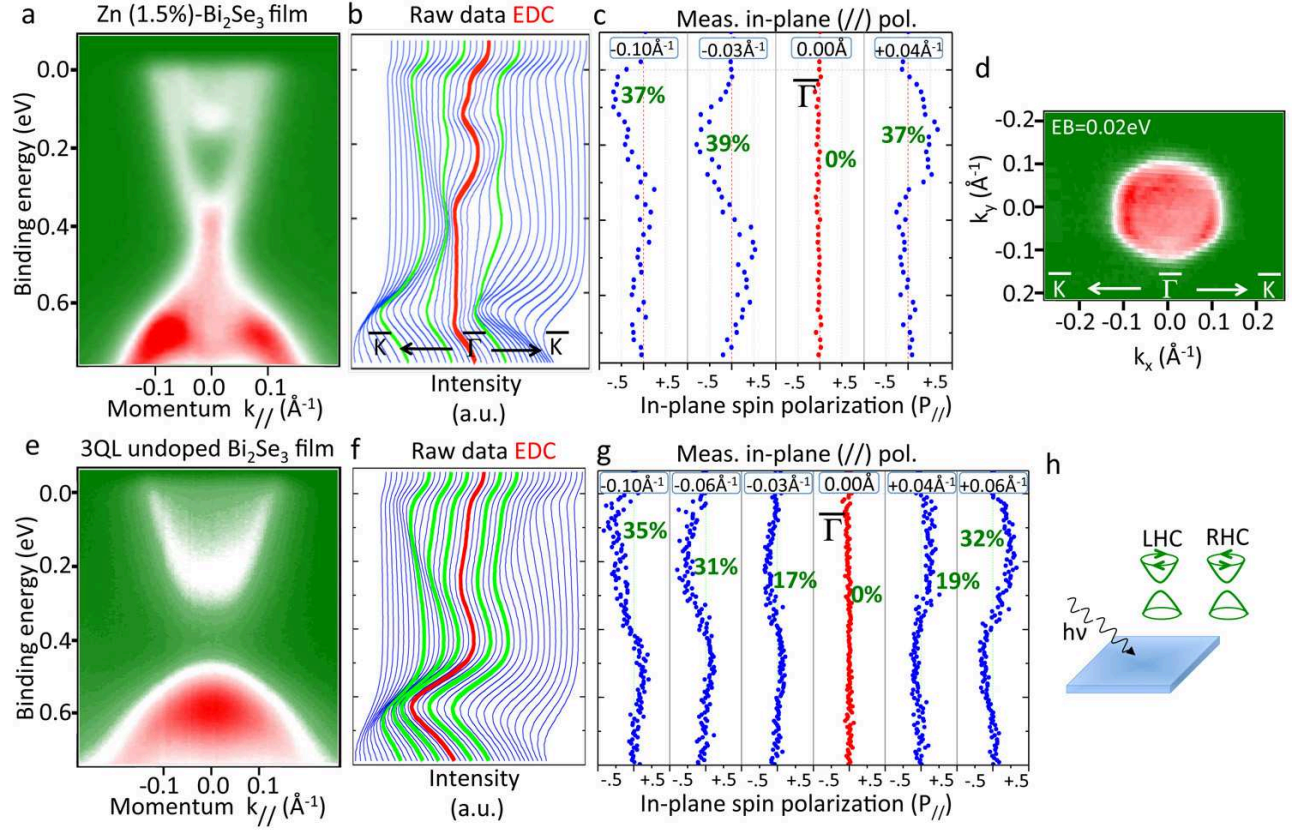 a
Zn (1.5%)-Bi₂Se₃ film
Binding energy (eV)
0.0
0.2
0.4
0.6
-0.1 0.0 0.1
Momentum k// (Å⁻¹)
b
Raw data EDC
K Γ K
Intensity
(a.u.)
c
Meas. in-plane (//) pol.
-0.10Å⁻¹ -0.03Å⁻¹ 0.00Å +0.04Å⁻¹
Γ
37% 39% 0% 37%
-.5 +.5 -.5 +.5 -.5 +.5 -.5 +.5
In-plane spin polarization (P//)
d
EB=0.02eV
ky (Å⁻¹)
-0.2
-0.1
0.0
-0.1
0.2
K Γ K
-0.2 -0.1 0.0 0.1 0.2
kx (Å⁻¹)
e
3QL undoped Bi₂Se₃ film
Binding energy (eV)
0.0
0.2
0.4
0.6
-0.1 0.0 0.1
Momentum k// (Å⁻¹)
f
Raw data EDC
Intensity
(a.u.)
g
Meas. in-plane (//) pol.
-0.10Å⁻¹ -0.06Å⁻¹ -0.03Å⁻¹ 0.00Å +0.04Å⁻¹ +0.06Å⁻¹
Γ
35% 31% 17% 0% 19% 32%
-.5 +.5 -.5 +.5 -.5 +.5 -.5 +.5 -.5 +.5 -.5 +.5
In-plane spin polarization (P//)
h
LHC RHC
hν